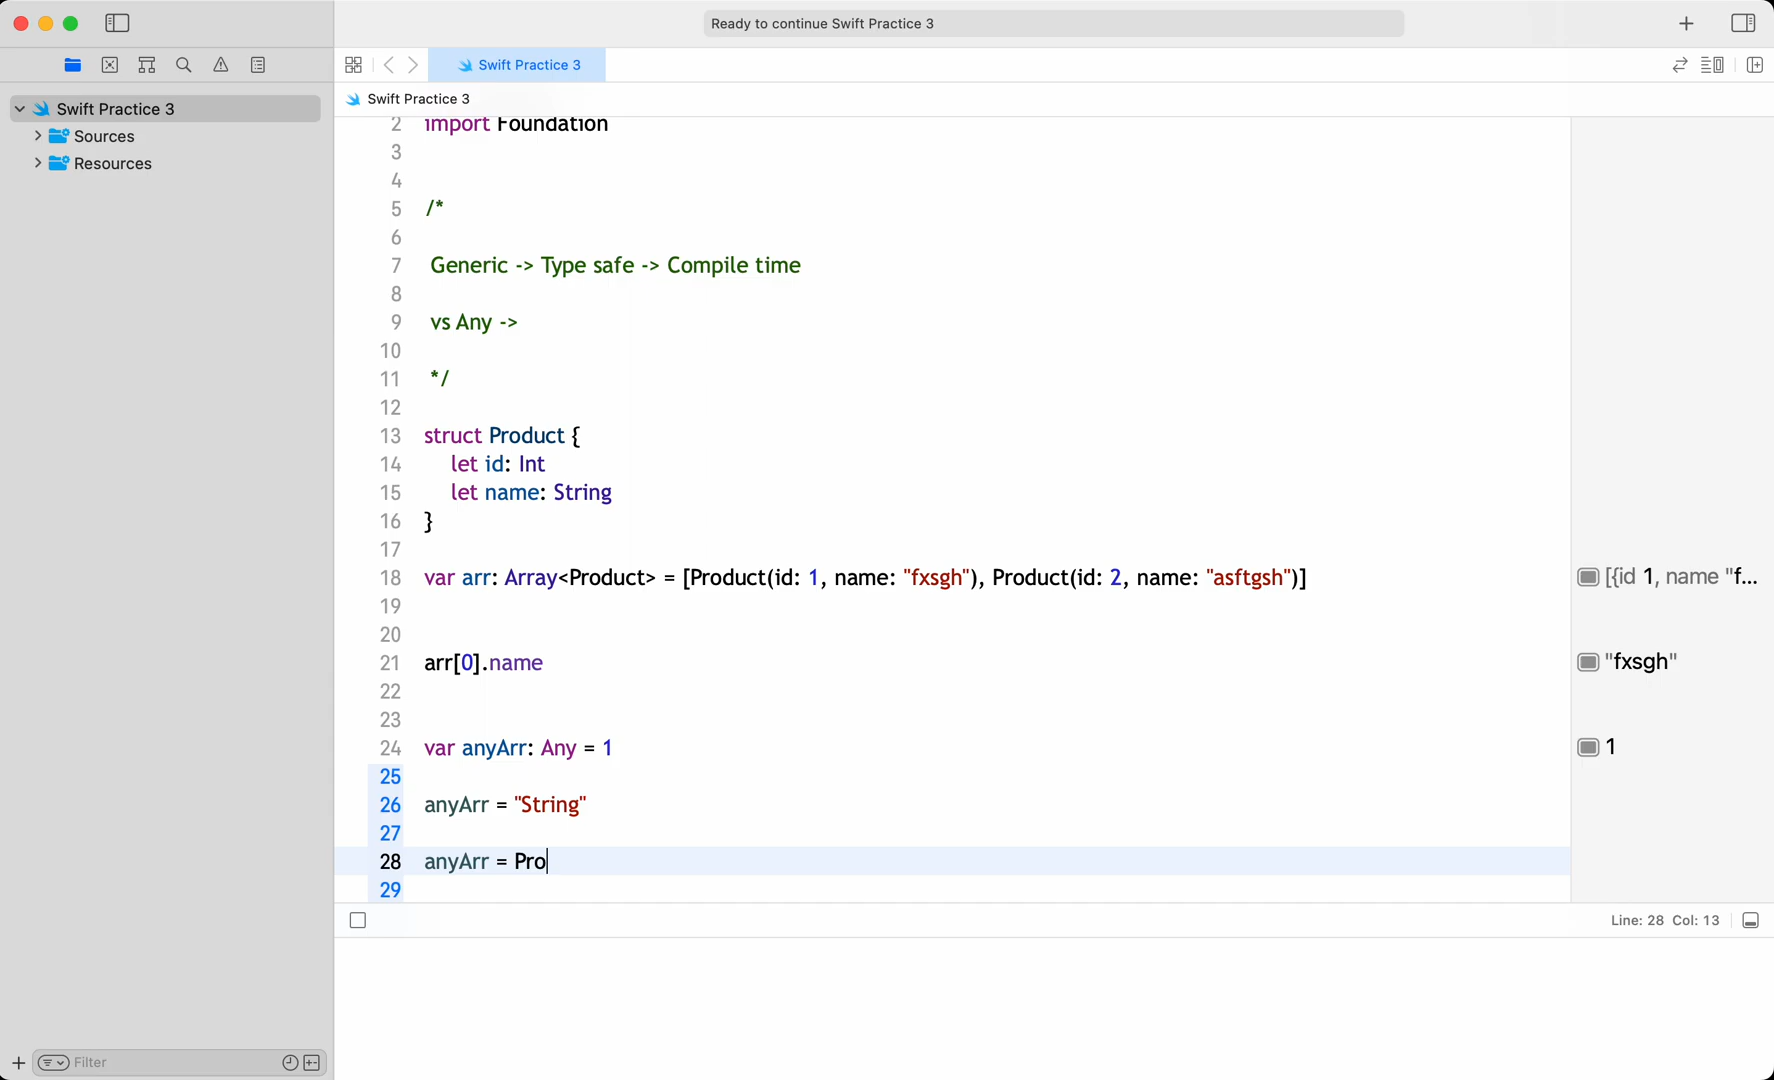 Ready to continue Swift Practice 3
Swift Practice 3
Swift Practice 3
Sources
Resources
Swift Practice 3
2 import Foundation
3
4
5 /*
6
7 Generic -> Type safe -> Compile time
8
9 vs Any ->
10
11 */
12
13 struct Product {
14 let id: Int
15 let name: String
16 }
17
18 var arr: Array<Product> = [Product(id: 1, name: "fxsgh"), Product(id: 2, name: "asftgsh")]
[{id 1, name "f...
19
20
21 arr[0].name
"fxsgh"
22
23
24 var anyArr: Any = 1
1
25
26 anyArr = "String"
27
28 anyArr = Pro
29
Line: 28 Col: 13
Filter